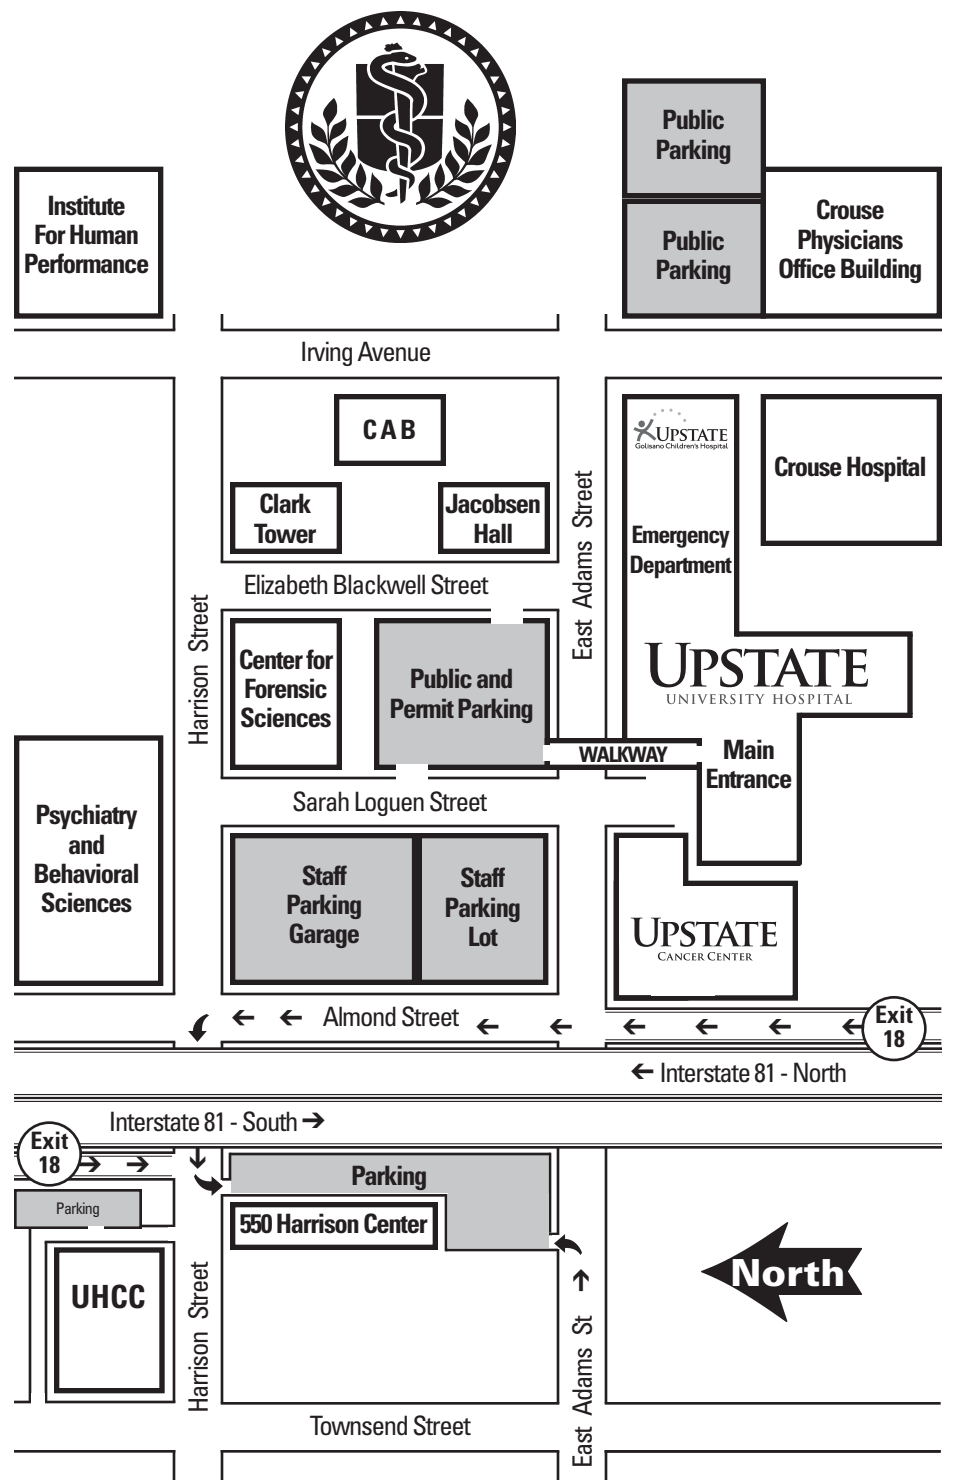 Public
Parking
Institute
For Human
Performance
Public
Parking
Crouse
Physicians
Office Building
Irving Avenue
CAB
UPSTATE
Golisano Children's Hospital
Crouse Hospital
Clark
Tower
Jacobsen
Hall
Emergency
Department
East Adams Street
Elizabeth Blackwell Street
Harrison Street
Center for
Forensic
Sciences
Public and
Permit Parking
UPSTATE
UNIVERSITY HOSPITAL
WALKWAY
Main
Entrance
Sarah Loguen Street
Psychiatry
and
Behavioral
Sciences
Staff
Parking
Garage
Staff
Parking
Lot
UPSTATE
CANCER CENTER
Almond Street
Exit
18
Interstate 81 - North
Interstate 81 - South
Exit
18
Parking
Parking
550 Harrison Center
UHCC
North
Harrison Street
East Adams St
Townsend Street